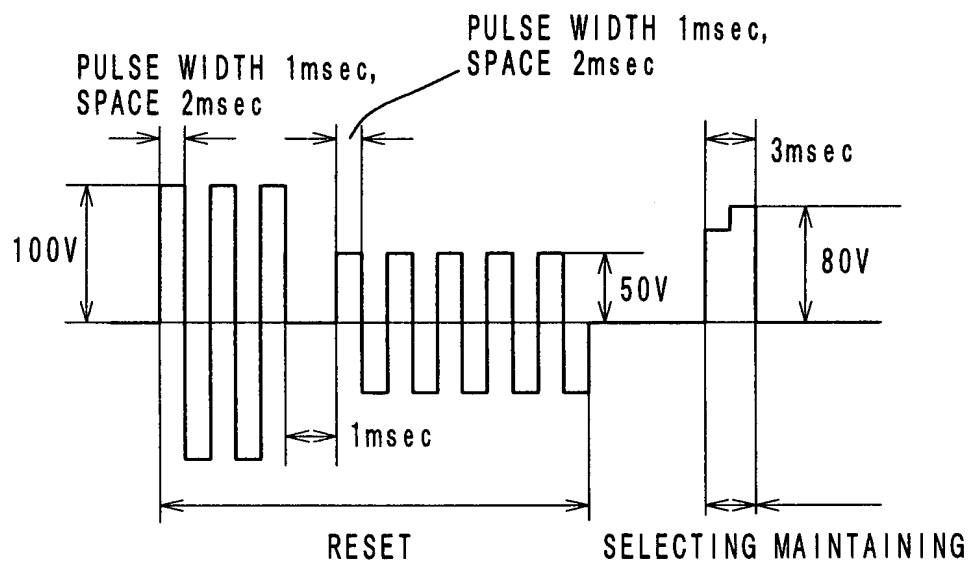 PULSE WIDTH 1msec,
SPACE 2msec
PULSE WIDTH 1msec,
SPACE 2msec
3msec
100V
50V
80V
1msec
RESET
SELECTING MAINTAINING